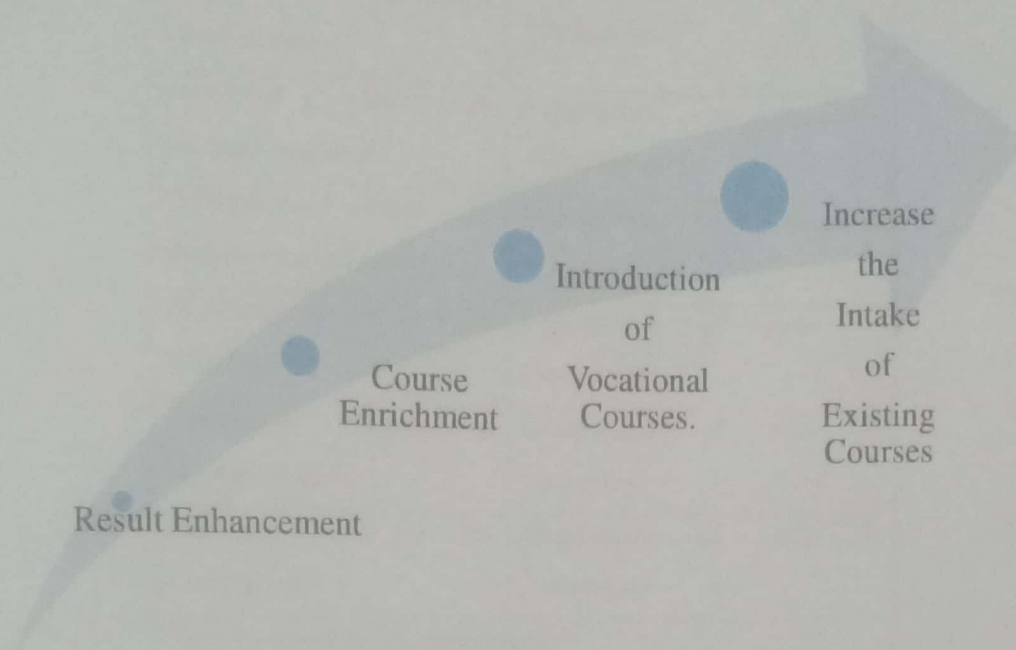 Result Enhancement
Course
Enrichment
Introduction
of
Vocational
Courses.
Increase
the
Intake
of
Existing
Courses